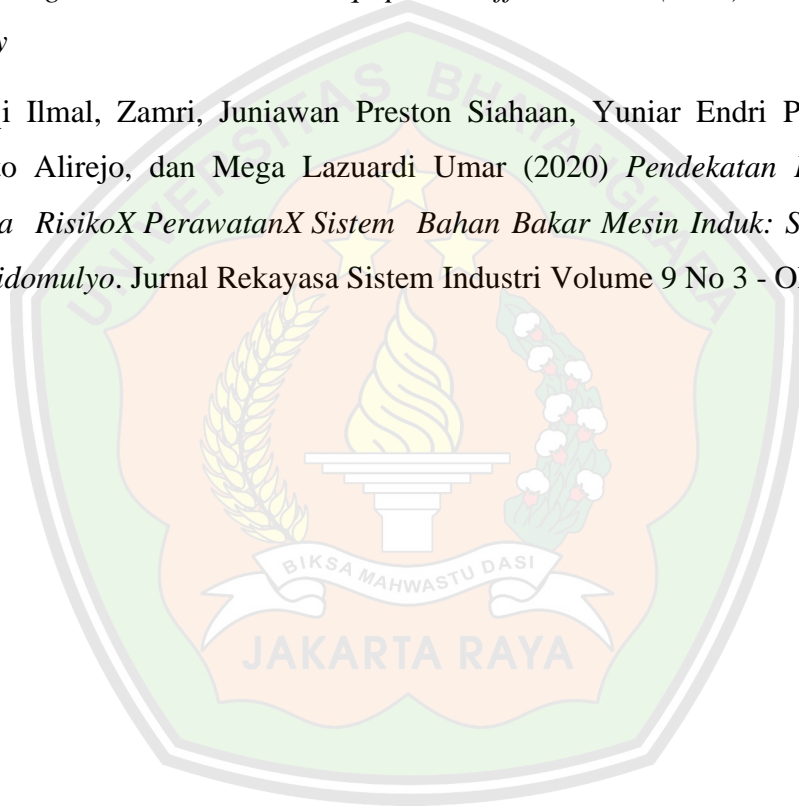 y
i Ilmal, Zamri, Juniawan Preston Siahaan, Yuniar Endri P
o Alirejo, dan Mega Lazuardi Umar (2020) Pendekatan
a RisikoX PerawatanX Sistem Bahan Bakar Mesin Induk: S
idomulyo. Jurnal Rekayasa Sistem Industri Volume 9 No 3 - O
UNIVERSITAS BHAYANGKARA
BIKSA MAHWASTU DASI
JAKARTA RAYA